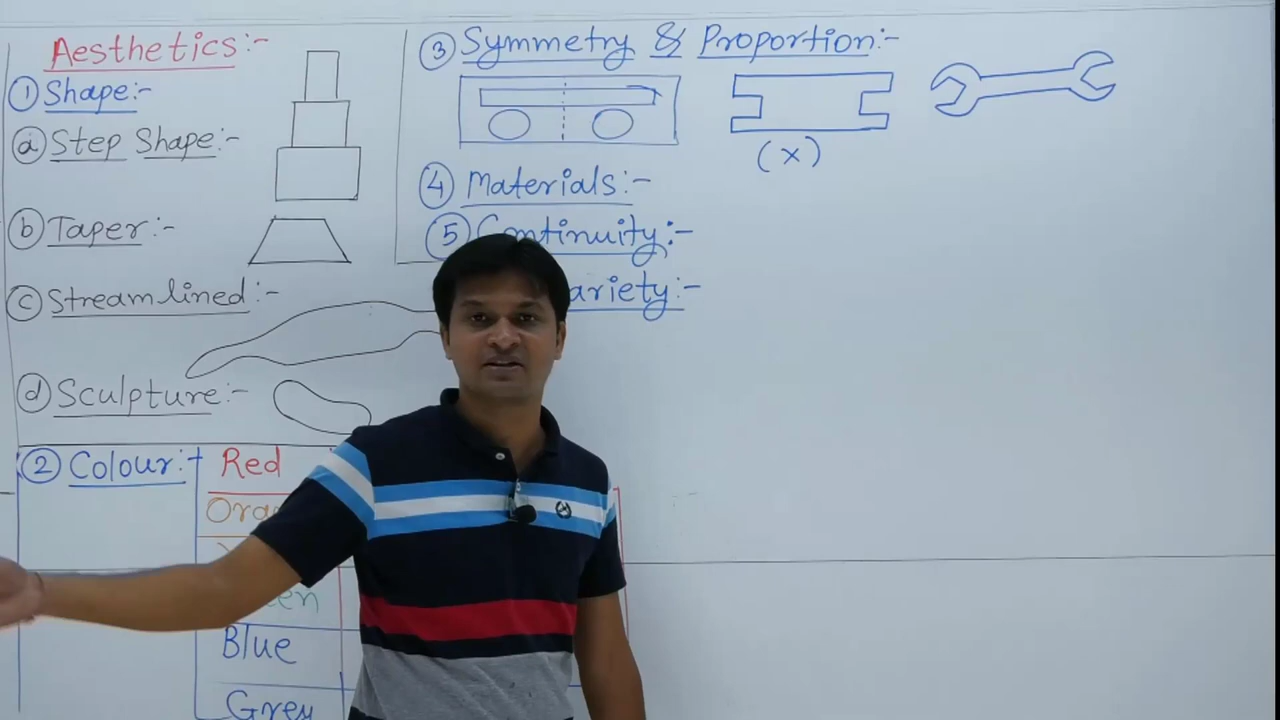 Aesthetics:-
① Shape:-
ⓐ Step Shape:-
ⓑ Taper:-
ⓒ Streamlined:-
ⓓ Sculpture:-
② Colour:-
Red
Blue
Grey
③ Symmetry & Proportion:-
(x)
④ Materials:-
⑤ Continuity:-